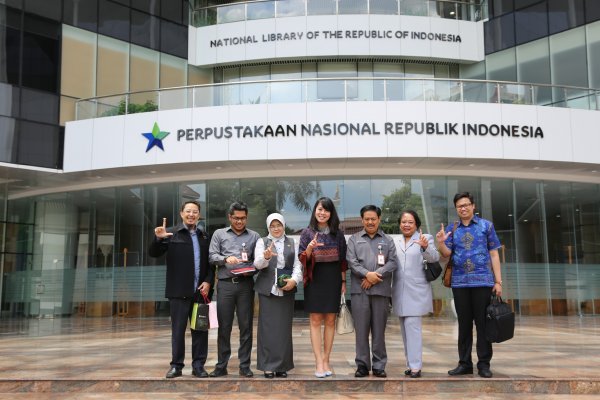 NATIONAL LIBRARY OF THE REPUBLIC OF INDONESIA
PERPUSTAKAAN NASIONAL REPUBLIK INDONESIA